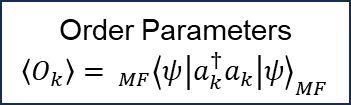 Order Parameters
⟨O_k⟩ = _MF⟨ψ|a_k^†a_k|ψ⟩_MF